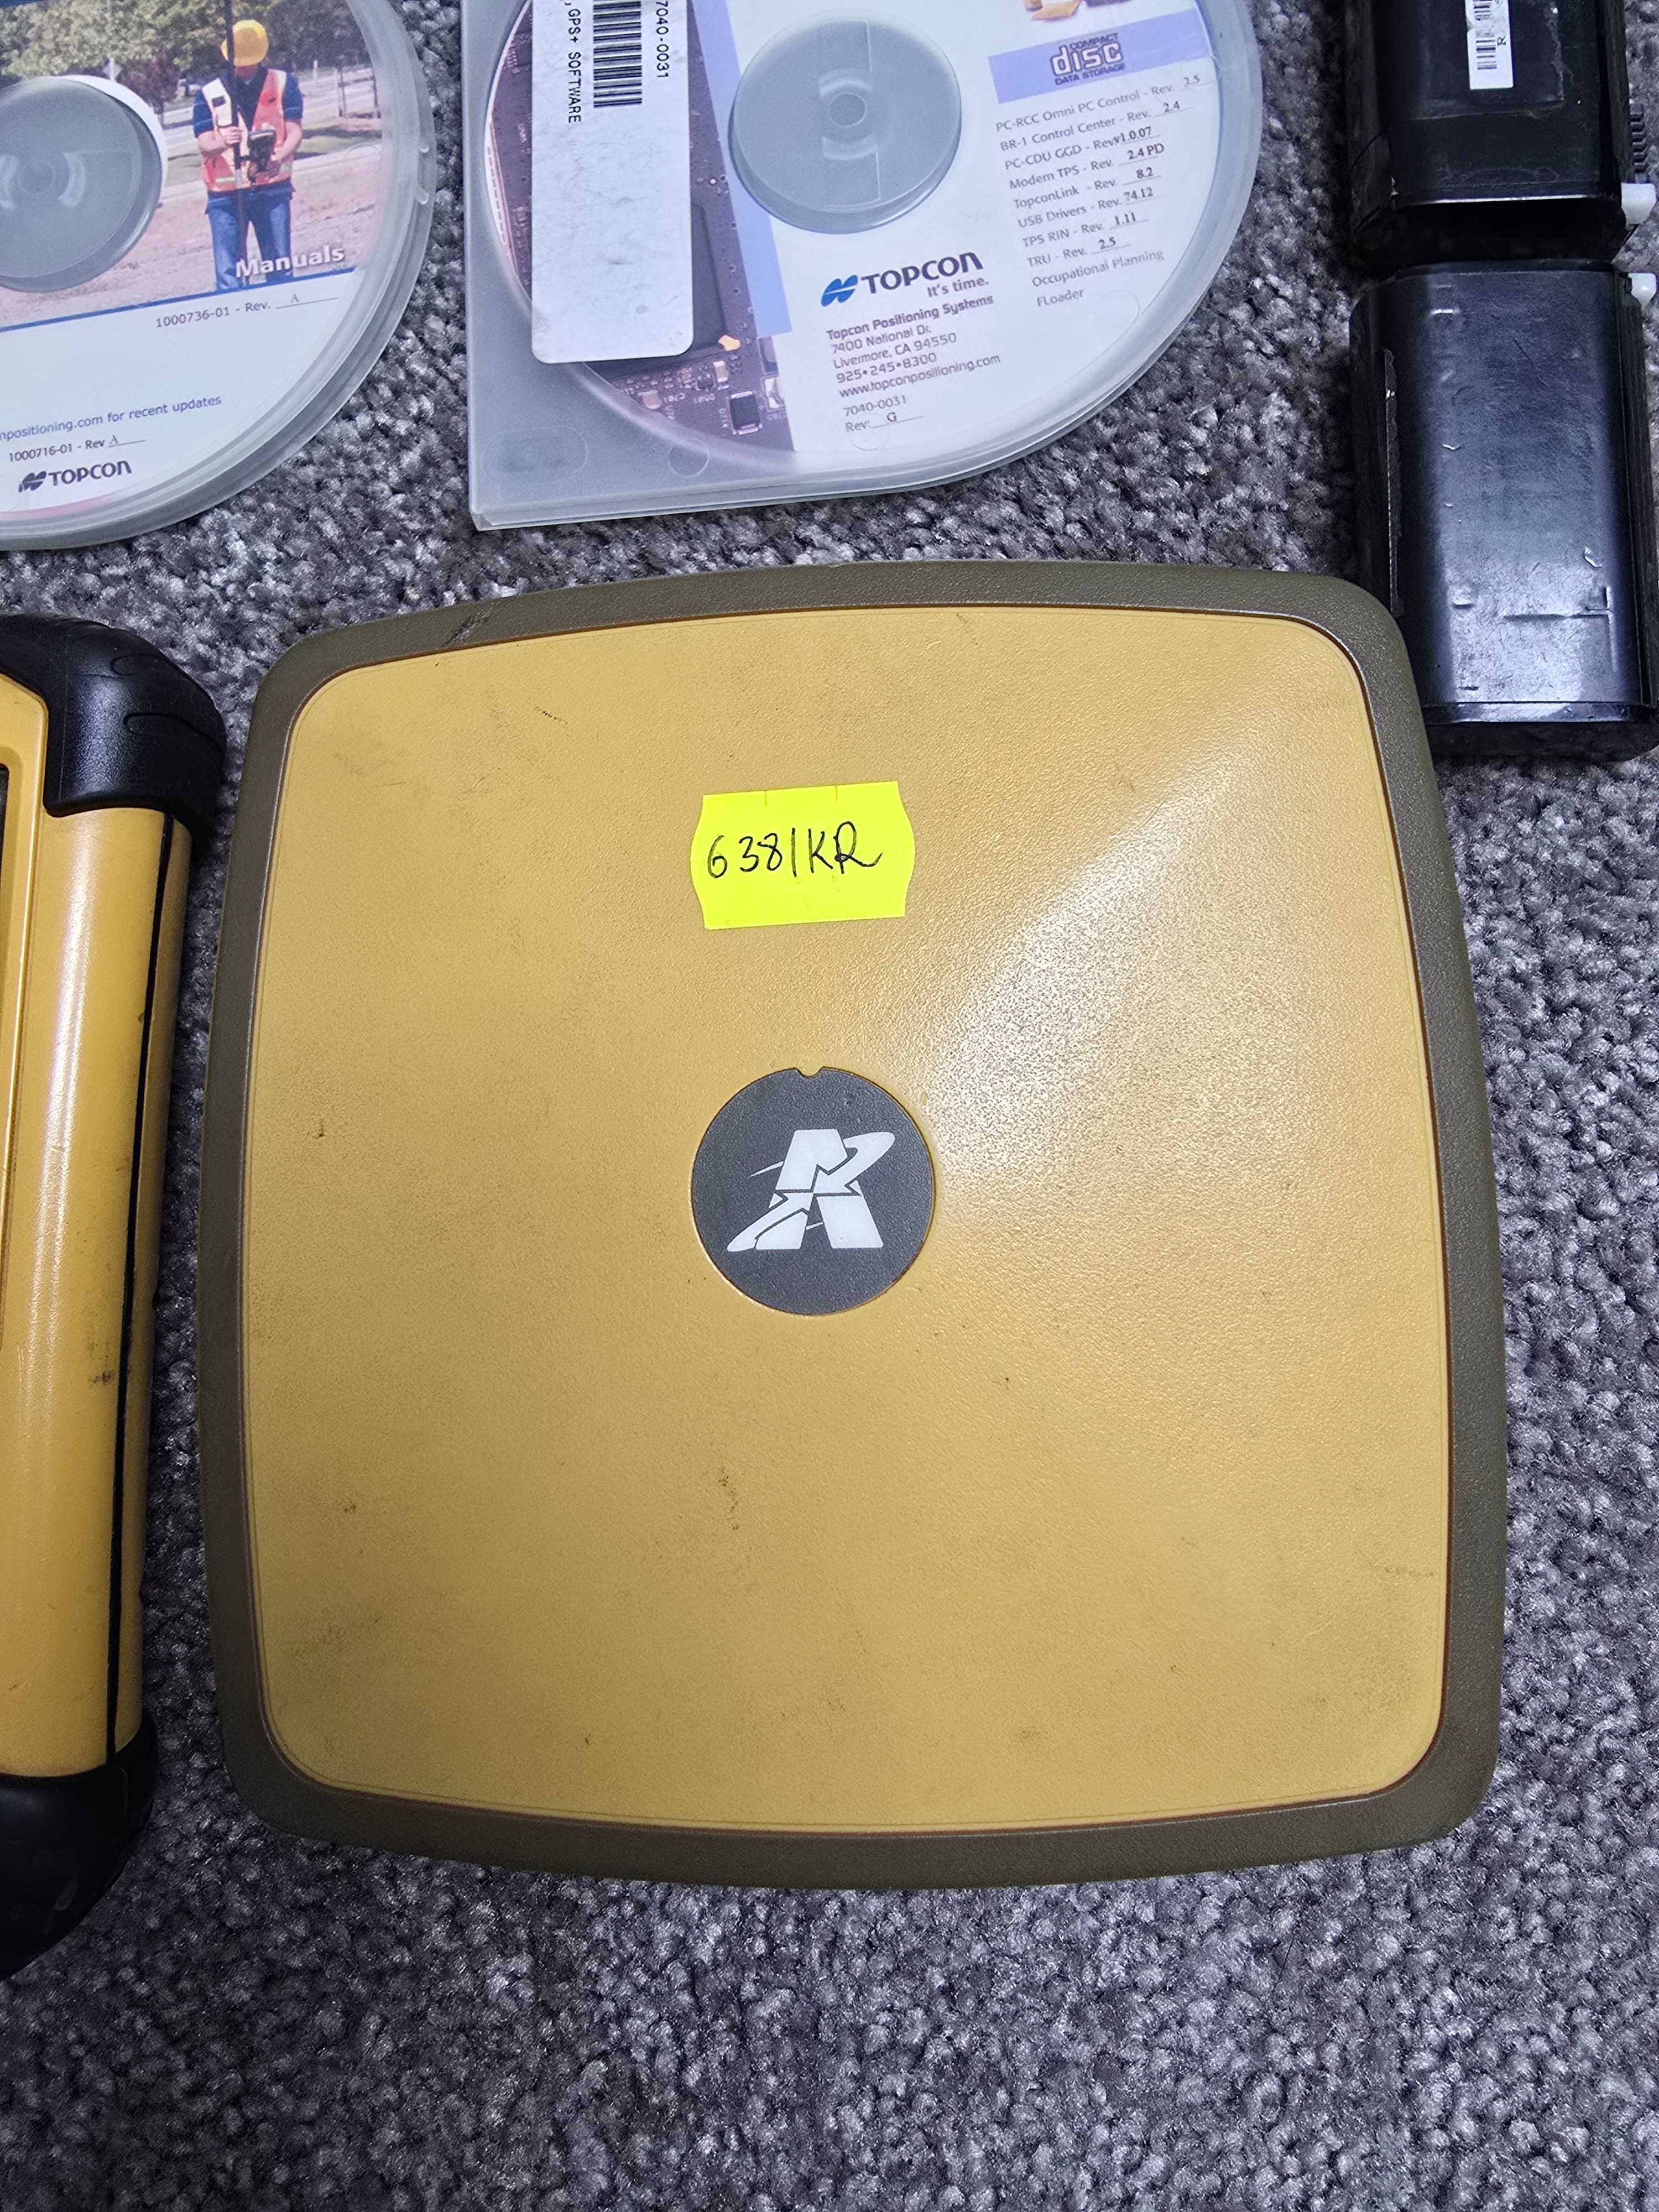 Manuals
1000736-01 - Rev. A
npositioning.com for recent updates
1000716-01 - Rev A
TOPCON
7040-0031
GPS+ SOFTWARE
COMPACT
disc
DATA STORAGE
PC-RCC Omni PC Control - Rev. 2.5
BR-1 Control Center - Rev. 2.4
PC-CDU GGD - Rev. v1.0.07
Modem TPS - Rev. 2.4 PD
TopconLink - Rev. 8.2
USB Drivers - Rev. 74.12
TPS RIN - Rev. 1.11
TRU - Rev. 2.5
Occupational Planning
FLoader
TOPCON
It's time.
Topcon Positioning Systems
7400 National Dr.
Livermore, CA 94550
925•245•8300
www.topconpositioning.com
7040-0031
Rev: G
6381KR